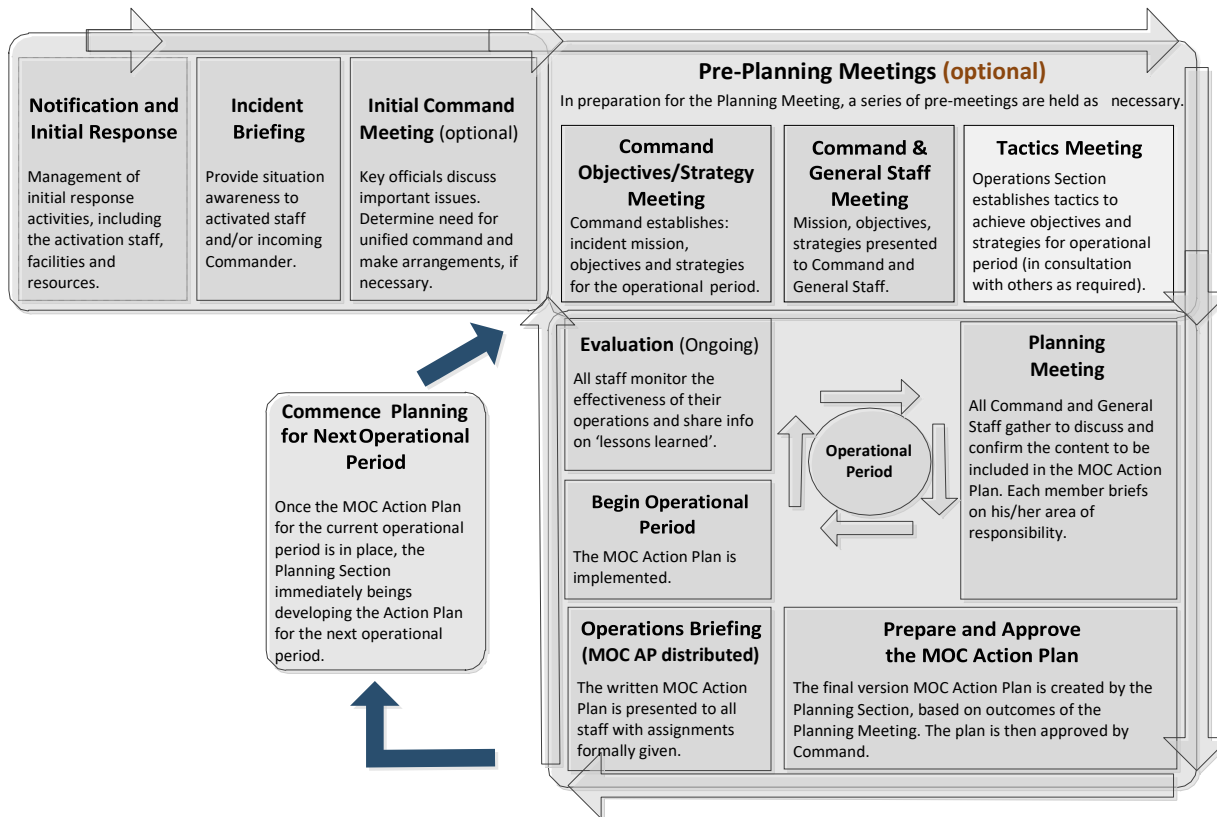 Notification and
Initial Response
Management of
initial response
activities, including
the activation staff,
facilities and
resources.
Incident
Briefing
Provide situation
awareness to
activated staff
and/or incoming
Commander.
Initial Command
Meeting (optional)
Key officials discuss
important issues.
Determine need for
unified command and
make arrangements, if
necessary.
Pre-Planning Meetings (optional)
In preparation for the Planning Meeting, a series of pre-meetings are held as necessary.
Command
Objectives/Strategy
Meeting
Command establishes:
incident mission,
objectives and strategies
for the operational period.
Command &
General Staff
Meeting
Mission, objectives,
strategies presented
to Command and
General Staff.
Tactics Meeting
Operations Section
establishes tactics to
achieve objectives and
strategies for operational
period (in consultation
with others as required).
Planning
Meeting
All Command and General
Staff gather to discuss and
confirm the content to be
included in the MOC Action
Plan. Each member briefs
on his/her area of
responsibility.
Prepare and Approve
the MOC Action Plan
The final version MOC Action Plan is created by the
Planning Section, based on outcomes of the
Planning Meeting. The plan is then approved by
Command.
Operations Briefing
(MOC AP distributed)
The written MOC Action
Plan is presented to all
staff with assignments
formally given.
Begin Operational
Period
The MOC Action Plan is
implemented.
Evaluation (Ongoing)
All staff monitor the
effectiveness of their
operations and share info
on ‘lessons learned’.
Operational
Period
Commence Planning
for Next Operational
Period
Once the MOC Action Plan
for the current operational
period is in place, the
Planning Section
immediately beings
developing the Action Plan
for the next operational
period.